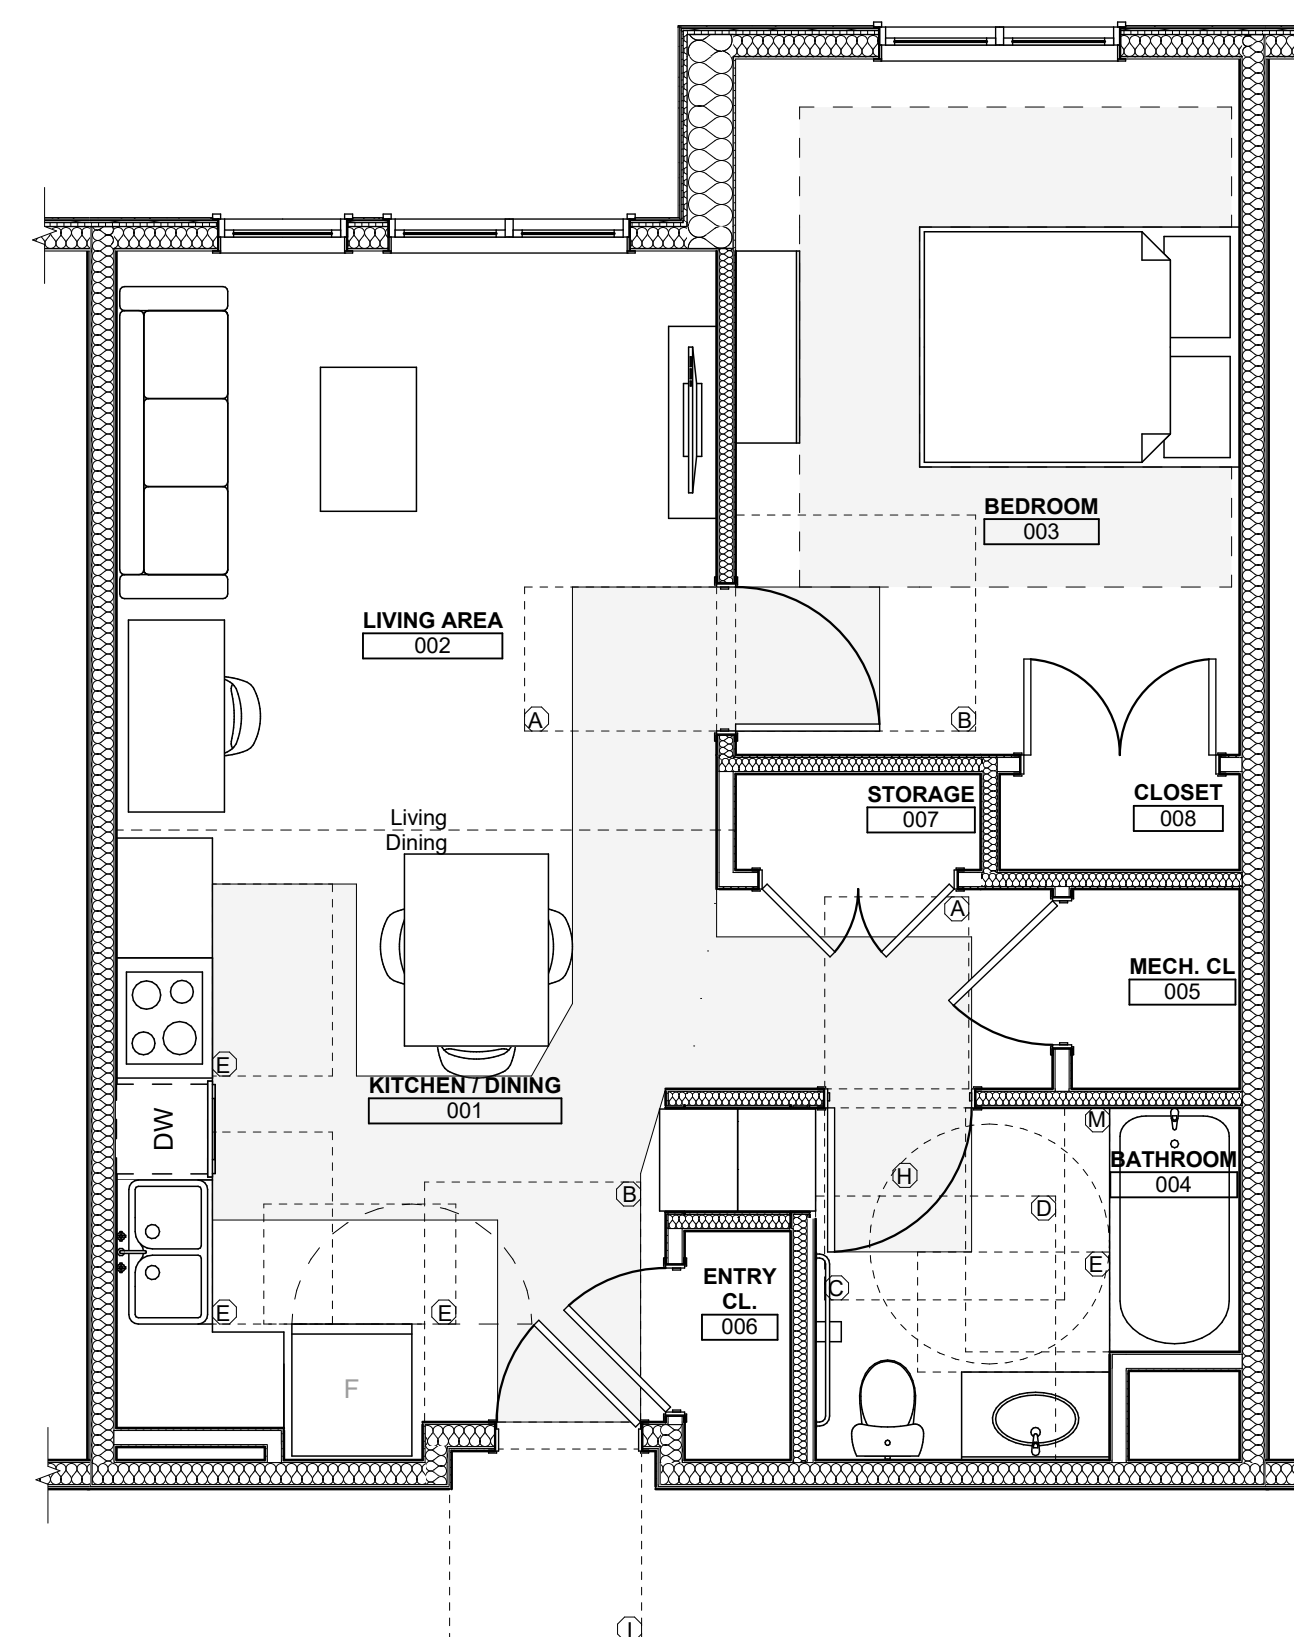 BEDROOM
003
LIVING AREA
002
A
B
STORAGE
007
CLOSET
008
Living
Dining
A
MECH. CL
005
E
KITCHEN / DINING
001
DW
M
BATHROOM
004
H
B
D
E
ENTRY
CL.
006
C
E
E
F
I